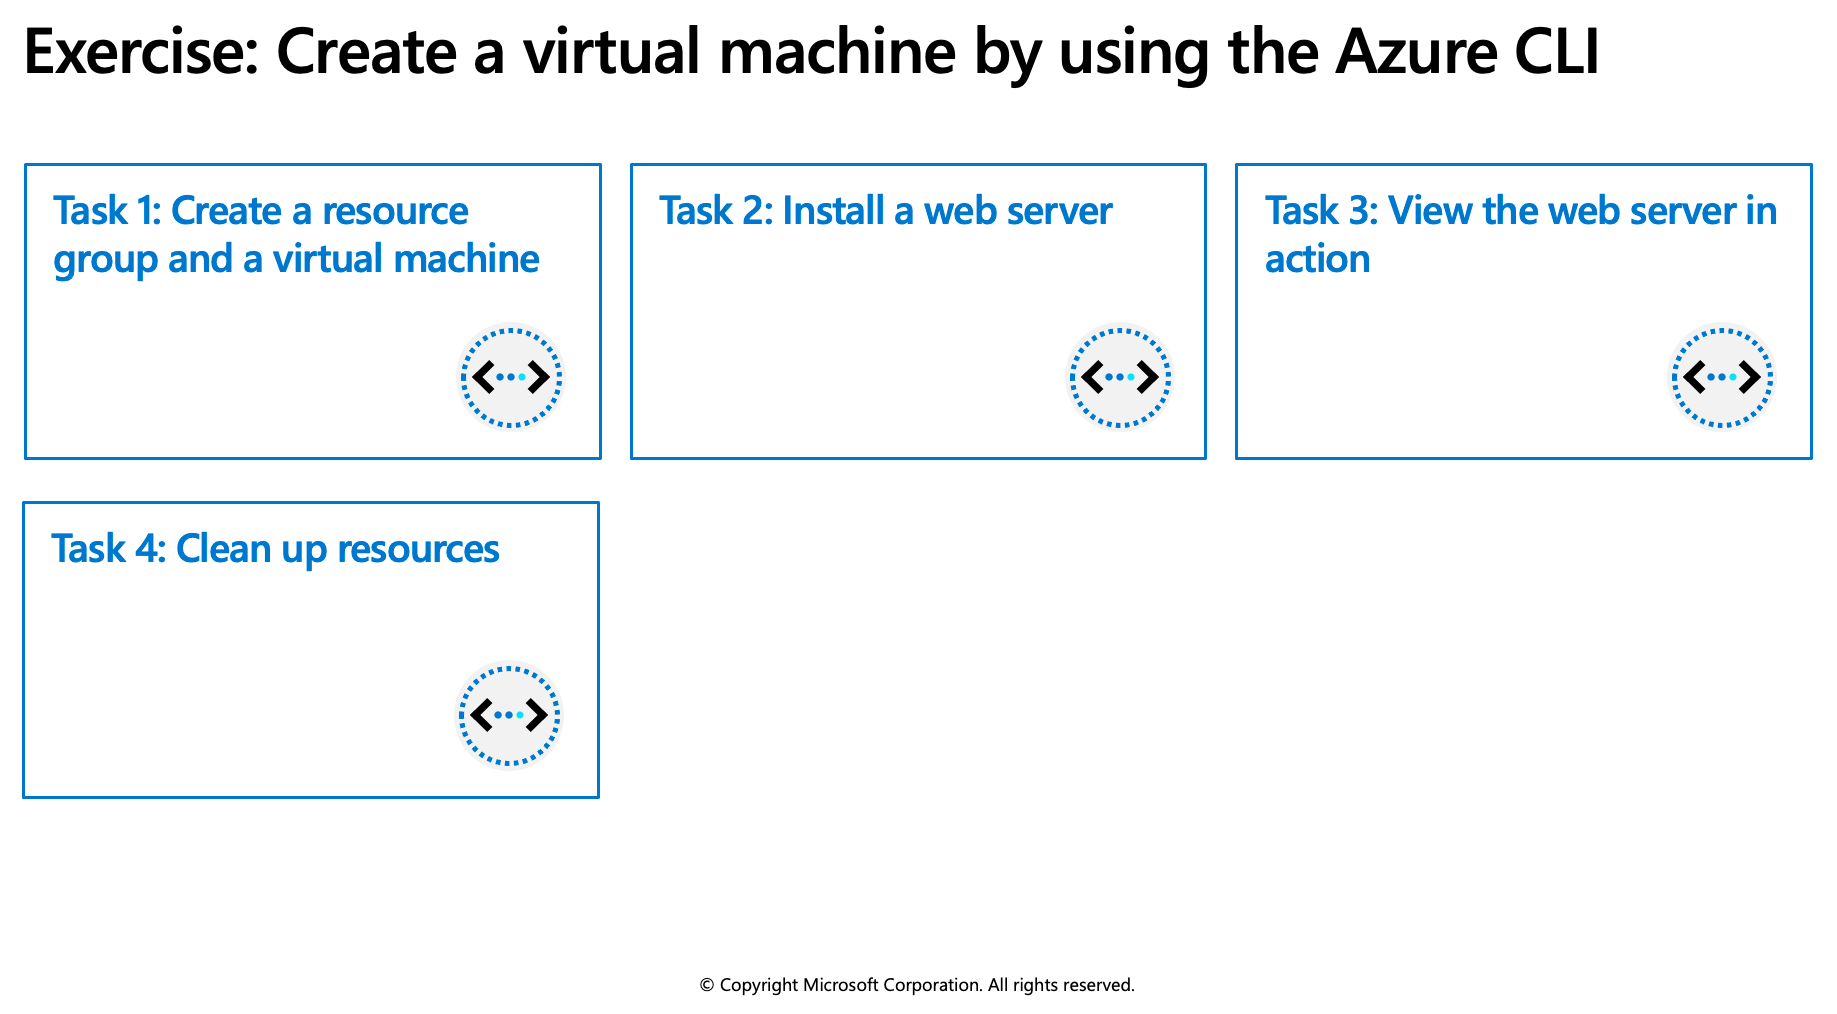 Exercise: Create a virtual machine by using the Azure CLI
Task 1: Create a resource
group and a virtual machine
Task 2: Install a web server
Task 3: View the web server in
action
Task 4: Clean up resources
© Copyright Microsoft Corporation. All rights reserved.